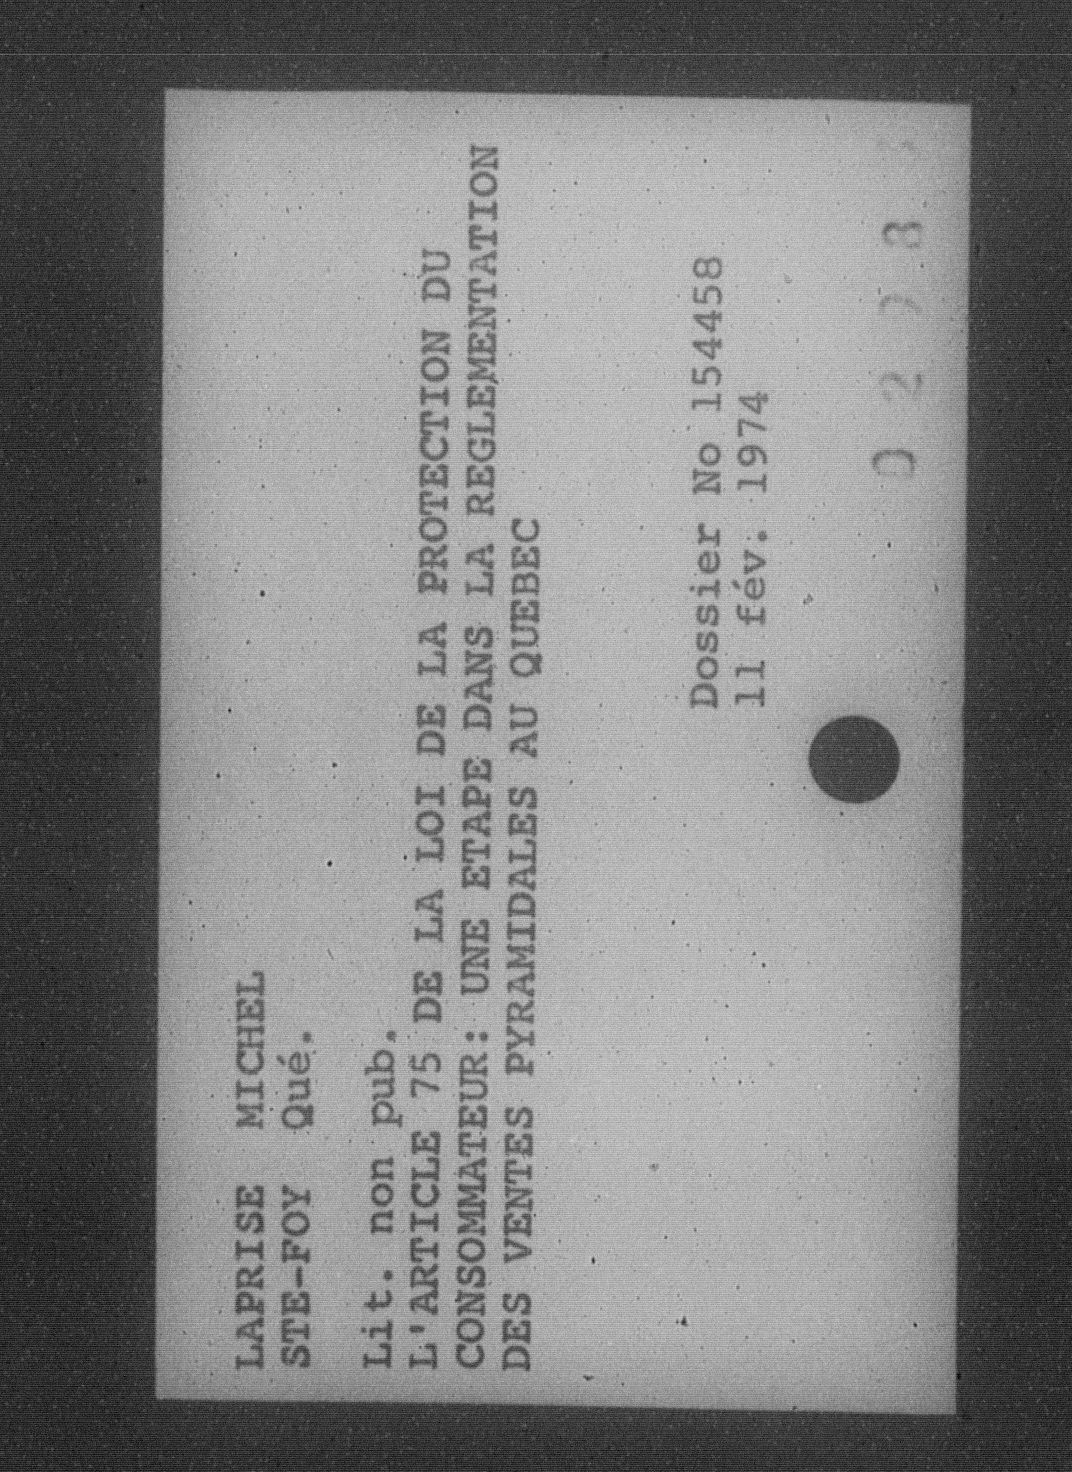 LAPRISE MICHEL
STE-FOY Qué.
Lit. non pub.
L'ARTICLE 75 DE LA LOI DE LA PROTECTION DU
CONSOMMATEUR: UNE ETAPE DANS LA REGLEMENTATION
DES VENTES PYRAMIDALES AU QUEBEC
Dossier No 154458
11 fév. 1974